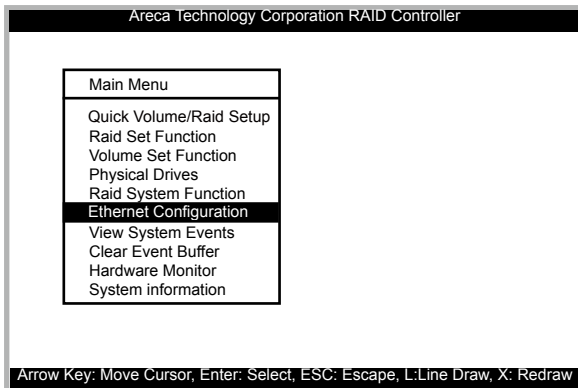 Areca Technology Corporation RAID Controller
Main Menu
Quick Volume/Raid Setup
Raid Set Function
Volume Set Function
Physical Drives
Raid System Function
Ethernet Configuration
View System Events
Clear Event Buffer
Hardware Monitor
System information
Arrow Key: Move Cursor, Enter: Select, ESC: Escape, L:Line Draw, X: Redraw